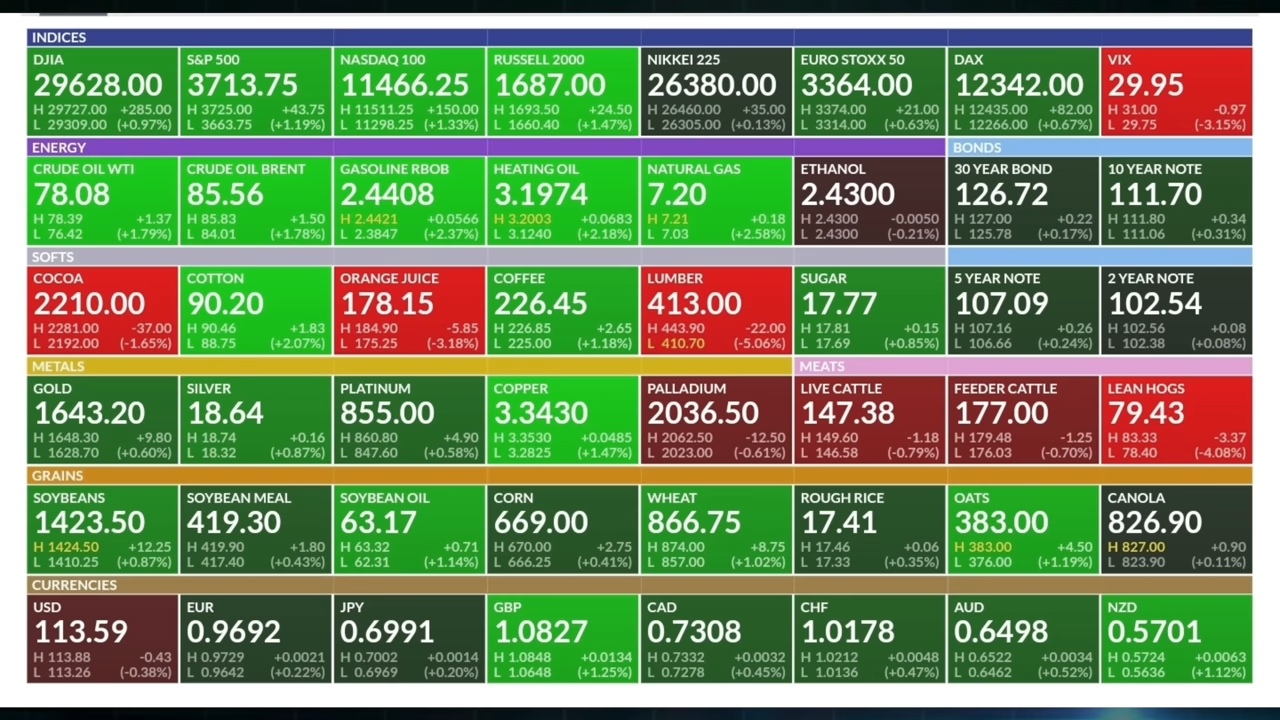 INDICES
DJIA
29628.00
H 29727.00 +285.00
L 29309.00 (+0.97%)
S&P 500
3713.75
H 3725.00 +43.75
L 3663.75 (+1.19%)
NASDAQ 100
11466.25
H 11511.25 +150.00
L 11298.25 (+1.33%)
RUSSELL 2000
1687.00
H 1693.50 +24.50
L 1660.40 (+1.47%)
NIKKEI 225
26380.00
H 26460.00 +35.00
L 26305.00 (+0.13%)
EURO STOXX 50
3364.00
H 3374.00 +21.00
L 3314.00 (+0.63%)
DAX
12342.00
H 12435.00 +82.00
L 12266.00 (+0.67%)
VIX
29.95
H 31.00 -0.97
L 29.75 (-3.15%)
ENERGY
CRUDE OIL WTI
78.08
H 78.39 +1.37
L 76.42 (+1.79%)
CRUDE OIL BRENT
85.56
H 85.83 +1.50
L 84.01 (+1.78%)
GASOLINE RBOB
2.4408
H 2.4421 +0.0566
L 2.3847 (+2.37%)
HEATING OIL
3.1974
H 3.2003 +0.0683
L 3.1240 (+2.18%)
NATURAL GAS
7.20
H 7.21 +0.18
L 7.03 (+2.58%)
ETHANOL
2.4300
H 2.4300 -0.0050
L 2.4300 (-0.21%)
BONDS
30 YEAR BOND
126.72
H 127.00 +0.22
L 125.78 (+0.17%)
10 YEAR NOTE
111.70
H 111.80 +0.34
L 111.06 (+0.31%)
SOFTS
COCOA
2210.00
H 2281.00 -37.00
L 2192.00 (-1.65%)
COTTON
90.20
H 90.46 +1.83
L 88.75 (+2.07%)
ORANGE JUICE
178.15
H 184.90 -5.85
L 175.25 (-3.18%)
COFFEE
226.45
H 226.85 +2.65
L 225.00 (+1.18%)
LUMBER
413.00
H 443.90 -22.00
L 410.70 (-5.06%)
SUGAR
17.77
H 17.81 +0.15
L 17.69 (+0.85%)
5 YEAR NOTE
107.09
H 107.16 +0.26
L 106.66 (+0.24%)
2 YEAR NOTE
102.54
H 102.56 +0.08
L 102.38 (+0.08%)
METALS
GOLD
1643.20
H 1648.30 +9.80
L 1628.70 (+0.60%)
SILVER
18.64
H 18.74 +0.16
L 18.32 (+0.87%)
PLATINUM
855.00
H 860.80 +4.90
L 847.60 (+0.58%)
COPPER
3.3430
H 3.3530 +0.0485
L 3.2825 (+1.47%)
PALLADIUM
2036.50
H 2062.50 -12.50
L 2023.00 (-0.61%)
MEATS
LIVE CATTLE
147.38
H 149.60 -1.18
L 146.58 (-0.79%)
FEEDER CATTLE
177.00
H 179.48 -1.25
L 176.03 (-0.70%)
LEAN HOGS
79.43
H 83.33 -3.37
L 78.40 (-4.08%)
GRAINS
SOYBEANS
1423.50
H 1424.50 +12.25
L 1410.25 (+0.87%)
SOYBEAN MEAL
419.30
H 419.90 +1.80
L 417.40 (+0.43%)
SOYBEAN OIL
63.17
H 63.32 +0.71
L 62.31 (+1.14%)
CORN
669.00
H 670.00 +2.75
L 666.25 (+0.41%)
WHEAT
866.75
H 874.00 +8.75
L 857.00 (+1.02%)
ROUGH RICE
17.41
H 17.46 +0.06
L 17.33 (+0.35%)
OATS
383.00
H 383.00 +4.50
L 376.00 (+1.19%)
CANOLA
826.90
H 827.00 +0.90
L 823.90 (+0.11%)
CURRENCIES
USD
113.59
H 113.88 -0.43
L 113.26 (-0.38%)
EUR
0.9692
H 0.9729 +0.0021
L 0.9642 (+0.22%)
JPY
0.6991
H 0.7002 +0.0014
L 0.6969 (+0.20%)
GBP
1.0827
H 1.0848 +0.0134
L 1.0648 (+1.25%)
CAD
0.7308
H 0.7332 +0.0032
L 0.7278 (+0.45%)
CHF
1.0178
H 1.0212 +0.0048
L 1.0136 (+0.47%)
AUD
0.6498
H 0.6522 +0.0034
L 0.6462 (+0.52%)
NZD
0.5701
H 0.5724 +0.0063
L 0.5636 (+1.12%)